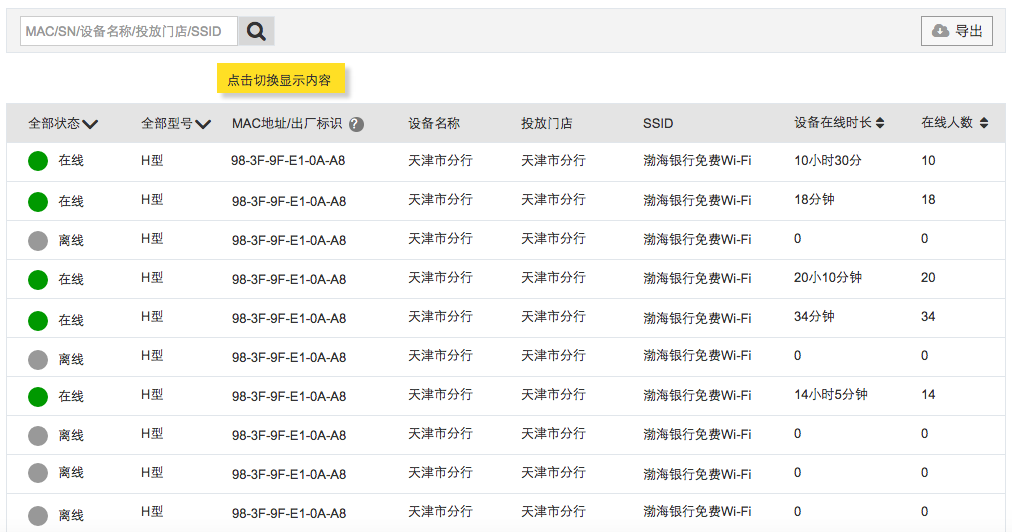 MAC/SN/设备名称/投放门店/SSID 导出
点击切换显示内容
全部状态 全部型号 MAC地址/出厂标识 ? 设备名称 投放门店 SSID 设备在线时长 在线人数
在线 H型 98-3F-9F-E1-0A-A8 天津市分行 天津市分行 渤海银行免费Wi-Fi 10小时30分 10
在线 H型 98-3F-9F-E1-0A-A8 天津市分行 天津市分行 渤海银行免费Wi-Fi 18分钟 18
离线 H型 98-3F-9F-E1-0A-A8 天津市分行 天津市分行 渤海银行免费Wi-Fi 0 0
在线 H型 98-3F-9F-E1-0A-A8 天津市分行 天津市分行 渤海银行免费Wi-Fi 20小10分钟 20
在线 H型 98-3F-9F-E1-0A-A8 天津市分行 天津市分行 渤海银行免费Wi-Fi 34分钟 34
离线 H型 98-3F-9F-E1-0A-A8 天津市分行 天津市分行 渤海银行免费Wi-Fi 0 0
在线 H型 98-3F-9F-E1-0A-A8 天津市分行 天津市分行 渤海银行免费Wi-Fi 14小时5分钟 14
离线 H型 98-3F-9F-E1-0A-A8 天津市分行 天津市分行 渤海银行免费Wi-Fi 0 0
离线 H型 98-3F-9F-E1-0A-A8 天津市分行 天津市分行 渤海银行免费Wi-Fi 0 0
离线 H型 98-3F-9F-E1-0A-A8 天津市分行 天津市分行 渤海银行免费Wi-Fi 0 0